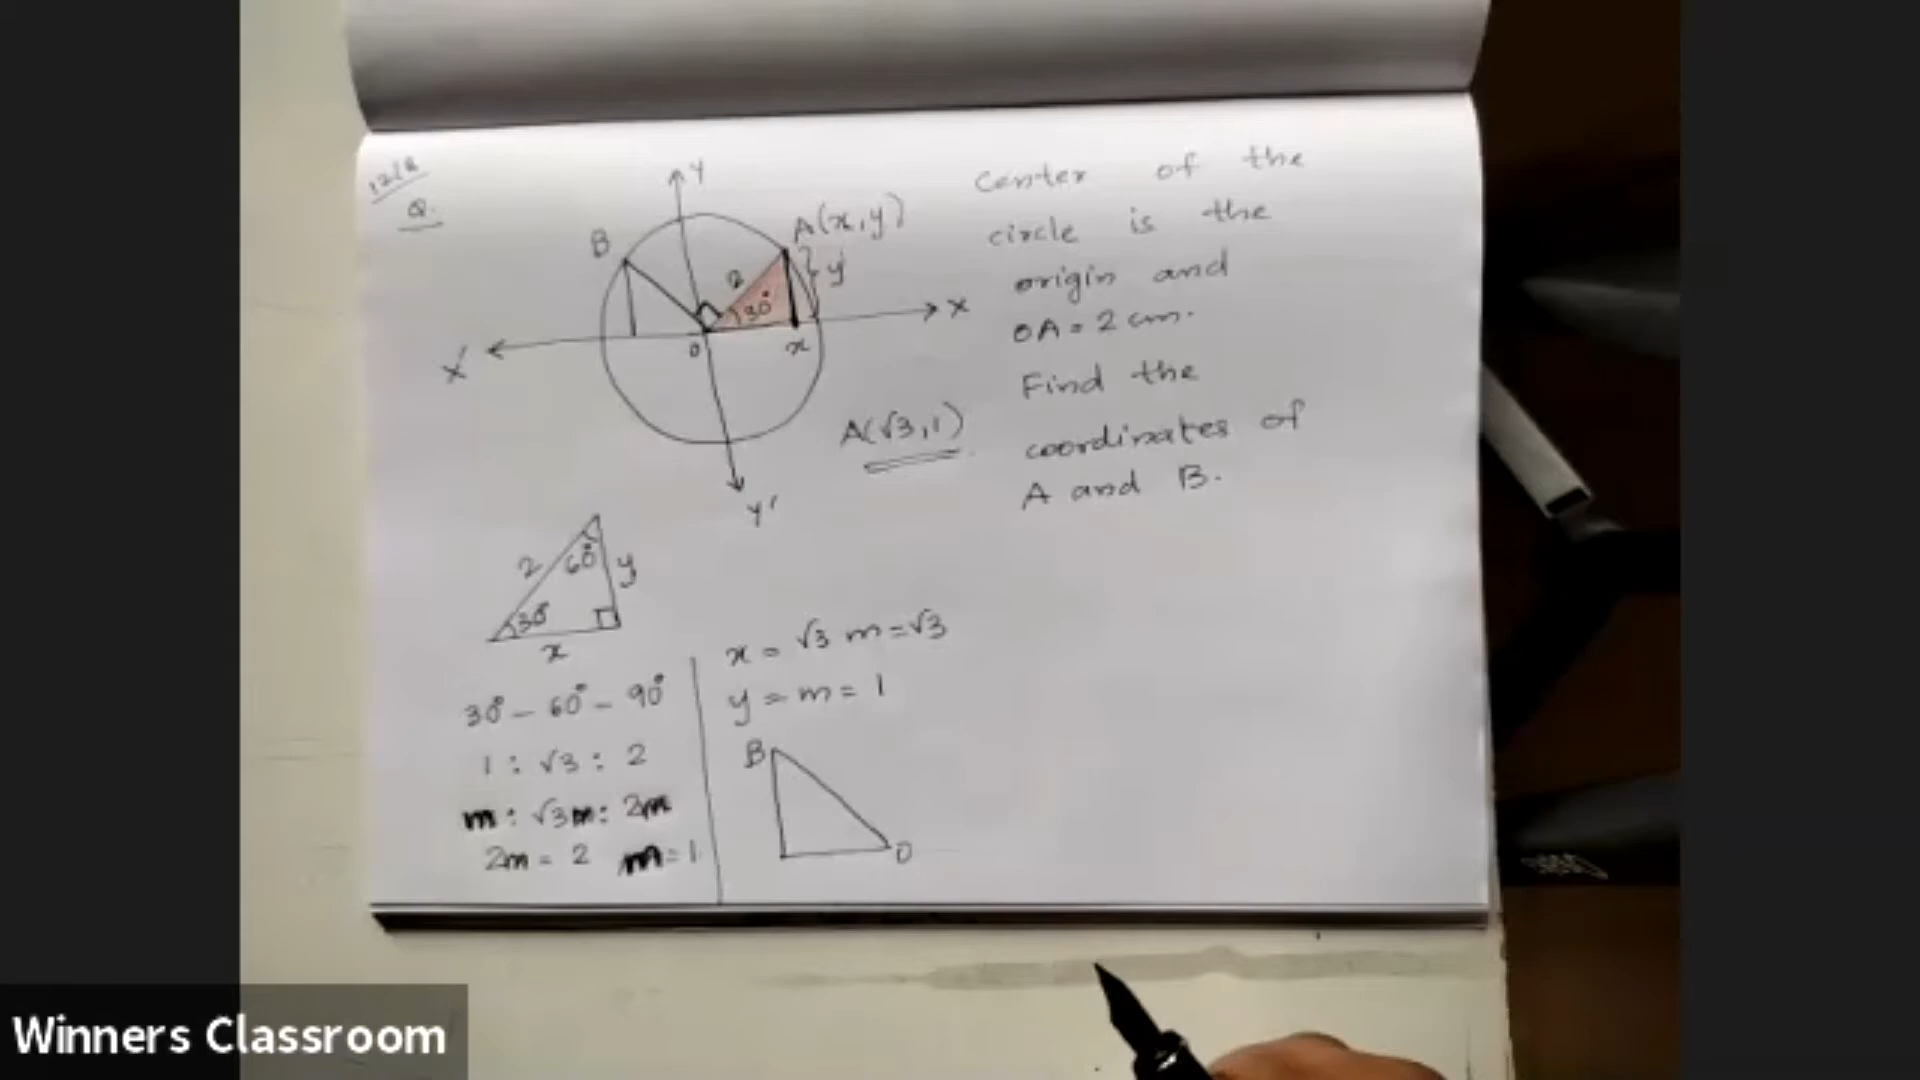 12/8
Q.
Y
A(x,y)
B
2
y
30°
X
O
x
X'
A(√3,1)
Y'
Center of the
circle is the
origin and
OA = 2 cm.
Find the
coordinates of
A and B.
2
60°
y
30°
x
30° - 60° - 90°
1 : √3 : 2
m : √3m : 2m
2m = 2 m = 1
x = √3 m = √3
y = m = 1
B
O
Winners Classroom